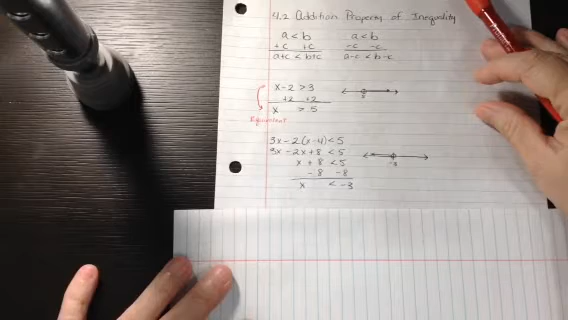 4.2 Addition Property of Inequality
a < b   a < b
+c +c   -c -c
a+c < b+c   a-c < b-c
x - 2 > 3
+2 +2
x > 5
5
Equivalent
3x - 2(x-4) < 5
3x - 2x + 8 < 5
x + 8 < 5
- 8 -8
x < -3
-3